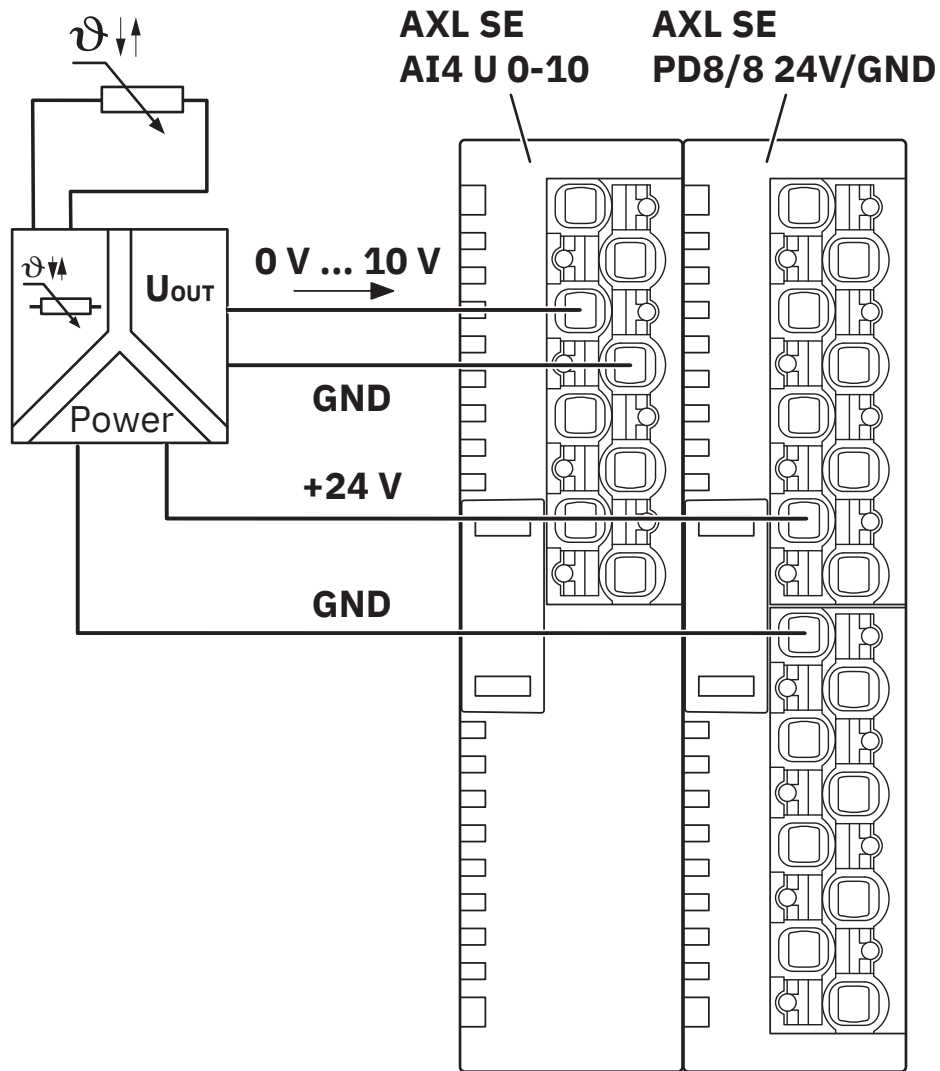 AXL SE
AI4 U 0-10
AXL SE
PD8/8 24V/GND
ϑ
0 V ... 10 V
ϑ
UOUT
GND
Power
+24 V
GND